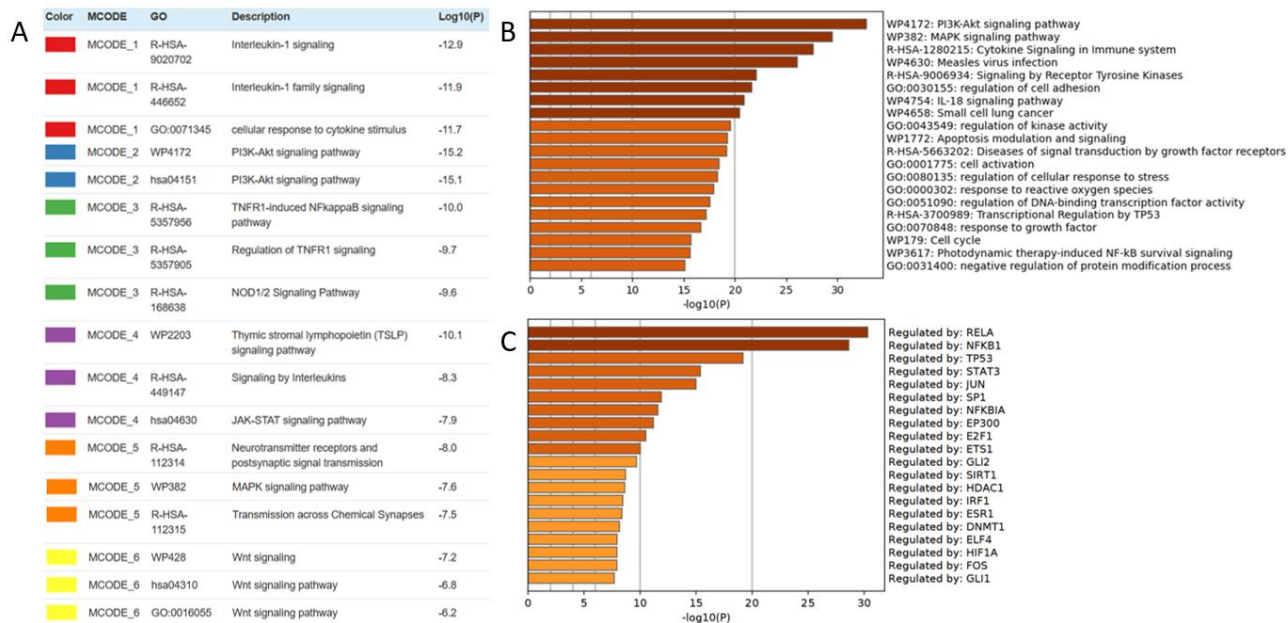 A
Color MCODE GO Description Log10(P)
MCODE_1 R-HSA- Interleukin-1 signaling -12.9
9020702
MCODE_1 R-HSA- Interleukin-1 family signaling -11.9
446652
MCODE_1 GO:0071345 cellular response to cytokine stimulus -11.7
MCODE_2 WP4172 PI3K-Akt signaling pathway -15.2
MCODE_2 hsa04151 PI3K-Akt signaling pathway -15.1
MCODE_3 R-HSA- TNFR1-induced NFkappaB signaling -10.0
5357956 pathway
MCODE_3 R-HSA- Regulation of TNFR1 signaling -9.7
5357905
MCODE_3 R-HSA- NOD1/2 Signaling Pathway -9.6
168638
MCODE_4 WP2203 Thymic stromal lymphopoietin (TSLP) -10.1
signaling pathway
MCODE_4 R-HSA- Signaling by Interleukins -8.3
449147
MCODE_4 hsa04630 JAK-STAT signaling pathway -7.9
MCODE_5 R-HSA- Neurotransmitter receptors and -8.0
112314 postsynaptic signal transmission
MCODE_5 WP382 MAPK signaling pathway -7.6
MCODE_5 R-HSA- Transmission across Chemical Synapses -7.5
112315
MCODE_6 WP428 Wnt signaling -7.2
MCODE_6 hsa04310 Wnt signaling pathway -6.8
MCODE_6 GO:0016055 Wnt signaling pathway -6.2
B
WP4172: PI3K-Akt signaling pathway
WP382: MAPK signaling pathway
R-HSA-1280215: Cytokine Signaling in Immune system
WP4630: Measles virus infection
R-HSA-9006934: Signaling by Receptor Tyrosine Kinases
GO:0030155: regulation of cell adhesion
WP4754: IL-18 signaling pathway
WP4658: Small cell lung cancer
GO:0043549: regulation of kinase activity
WP1772: Apoptosis modulation and signaling
R-HSA-5663202: Diseases of signal transduction by growth factor receptors
GO:0001775: cell activation
GO:0080135: regulation of cellular response to stress
GO:0000302: response to reactive oxygen species
GO:0051090: regulation of DNA-binding transcription factor activity
R-HSA-3700989: Transcriptional Regulation by TP53
GO:0070848: response to growth factor
WP179: Cell cycle
WP3617: Photodynamic therapy-induced NF-kB survival signaling
GO:0031400: negative regulation of protein modification process
0 5 10 15 20 25 30
-log10(P)
C
Regulated by: RELA
Regulated by: NFKB1
Regulated by: TP53
Regulated by: STAT3
Regulated by: JUN
Regulated by: SP1
Regulated by: NFKBIA
Regulated by: EP300
Regulated by: E2F1
Regulated by: ETS1
Regulated by: GLI2
Regulated by: SIRT1
Regulated by: HDAC1
Regulated by: IRF1
Regulated by: ESR1
Regulated by: DNMT1
Regulated by: ELF4
Regulated by: HIF1A
Regulated by: FOS
Regulated by: GLI1
0 5 10 15 20 25 30
-log10(P)